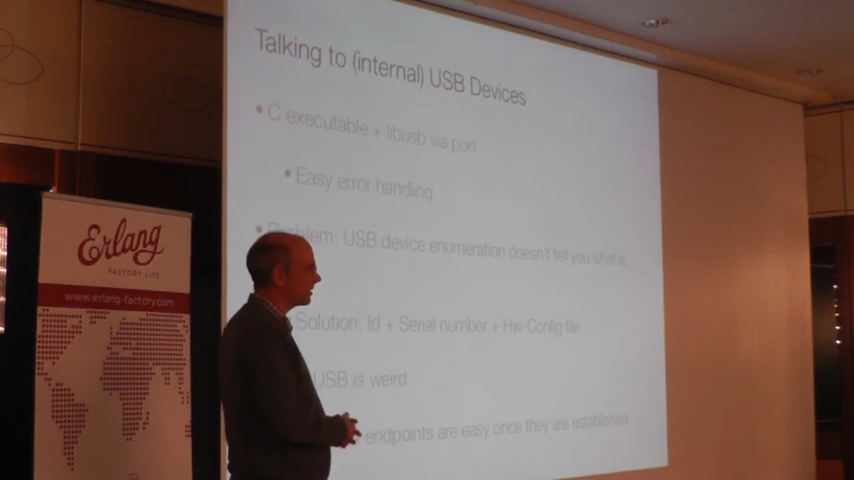 Talking to (internal) USB Devices
• C executable + libusb via port
• Easy error handling
• Problem: USB device enumeration doesn't tell you what is
Solution: Id + Serial number + Hw-Config file
USB is weird
endpoints are easy once they are established
Erlang
FACTORY LITE
www.erlang-factory.com